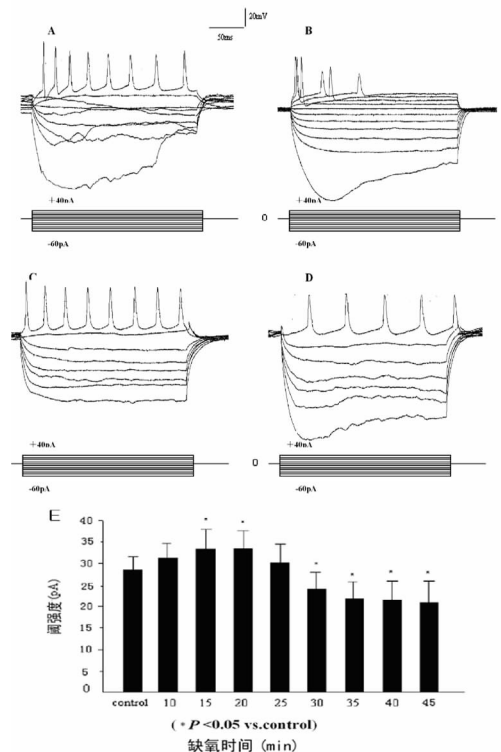 20mV
50ms
A
B
+40nA
+40nA
0
-60pA
-60pA
C
D
+40nA
+40nA
0
-60pA
-60pA
E
阈强度(pA)
40
35
30
25
20
15
10
5
0
control 10 15 20 25 30 35 40 45
* * * * * *
(*P<0.05 vs.control)
缺氧时间 (min)